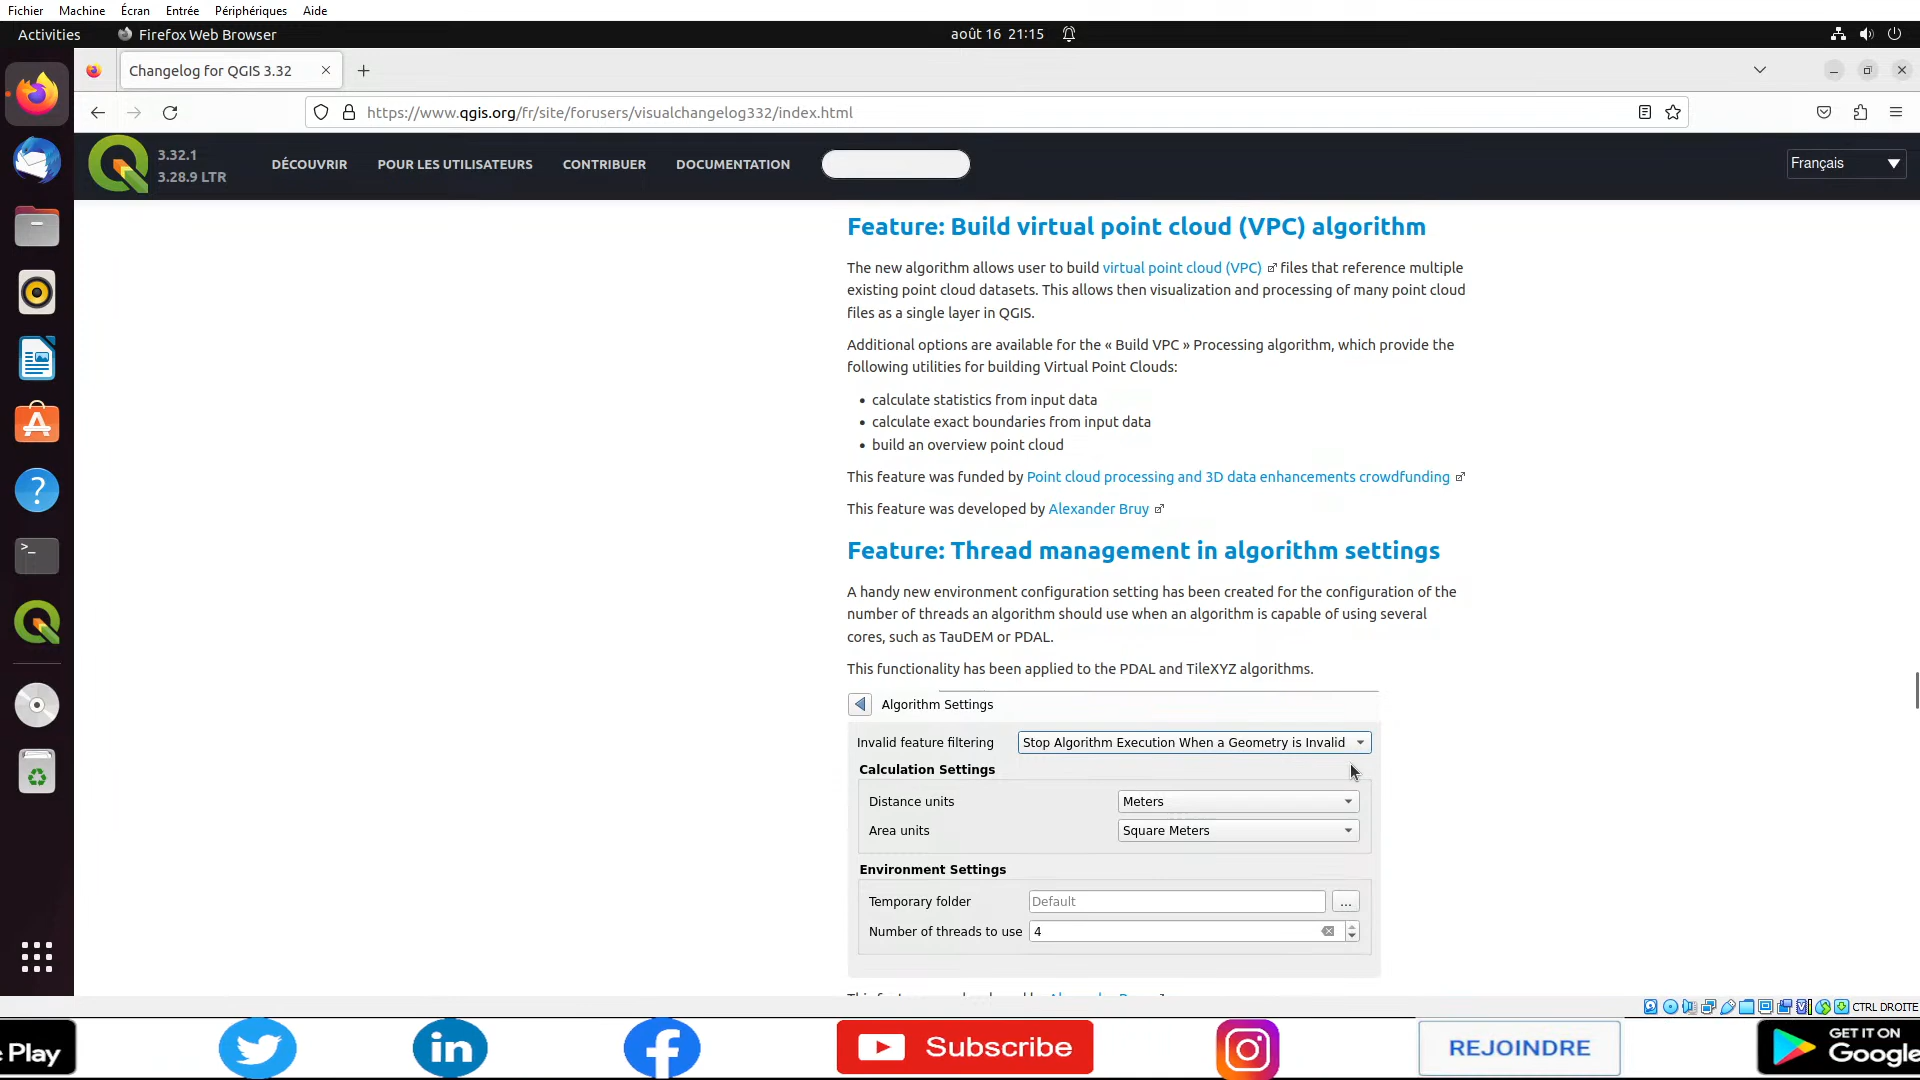 Fichier Machine Écran Entrée Périphériques Aide
Activities Firefox Web Browser août 16 21:15
Changelog for QGIS 3.32
https://www.qgis.org/fr/site/forusers/visualchangelog332/index.html
3.32.1
3.28.9 LTR
DÉCOUVRIR POUR LES UTILISATEURS CONTRIBUER DOCUMENTATION Français
Feature: Build virtual point cloud (VPC) algorithm
The new algorithm allows user to build virtual point cloud (VPC) files that reference multiple
existing point cloud datasets. This allows then visualization and processing of many point cloud
files as a single layer in QGIS.
Additional options are available for the « Build VPC » Processing algorithm, which provide the
following utilities for building Virtual Point Clouds:
• calculate statistics from input data
• calculate exact boundaries from input data
• build an overview point cloud
This feature was funded by Point cloud processing and 3D data enhancements crowdfunding
This feature was developed by Alexander Bruy
Feature: Thread management in algorithm settings
A handy new environment configuration setting has been created for the configuration of the
number of threads an algorithm should use when an algorithm is capable of using several
cores, such as TauDEM or PDAL.
This functionality has been applied to the PDAL and TileXYZ algorithms.
Algorithm Settings
Invalid feature filtering Stop Algorithm Execution When a Geometry is Invalid
Calculation Settings
Distance units Meters
Area units Square Meters
Environment Settings
Temporary folder Default ...
Number of threads to use 4
CTRL DROITE
Play Subscribe REJOINDRE GET IT ON
Google